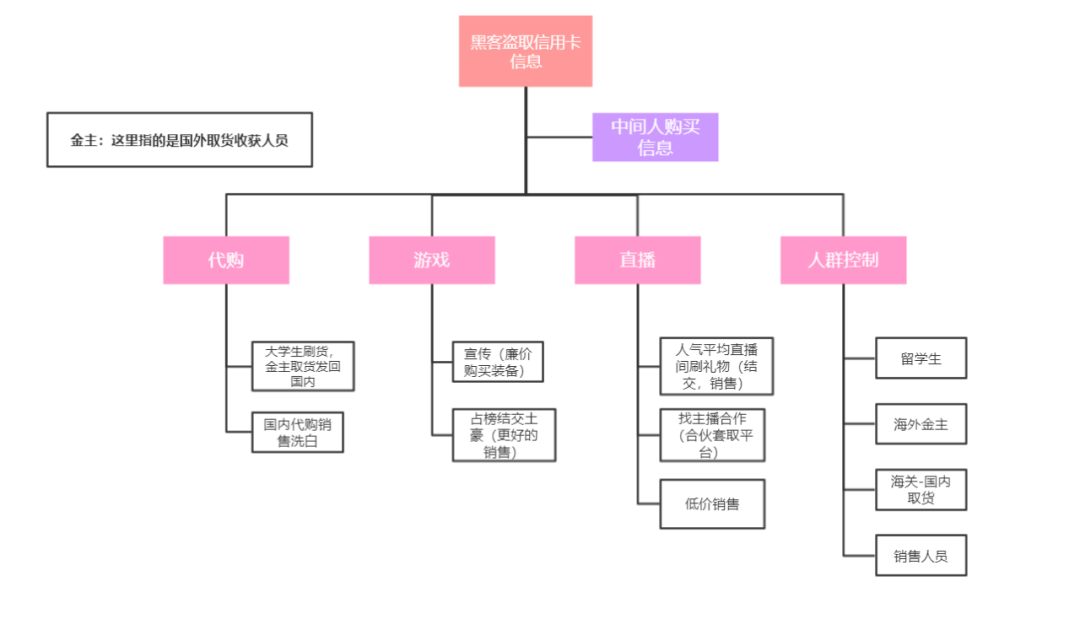 黑客盗取信用卡
信息
中间人购买
信息
金主：这里指的是国外取货收获人员
代购
游戏
直播
人群控制
大学生刷货，
金主取货发回
国内
国内代购销
售洗白
宣传（廉价
购买装备）
占榜结交土
豪（更好的
销售）
人气平均直播
间刷礼物（结
交，销售）
找主播合作
（合伙套取平
台）
低价销售
留学生
海外金主
海关-国内
取货
销售人员